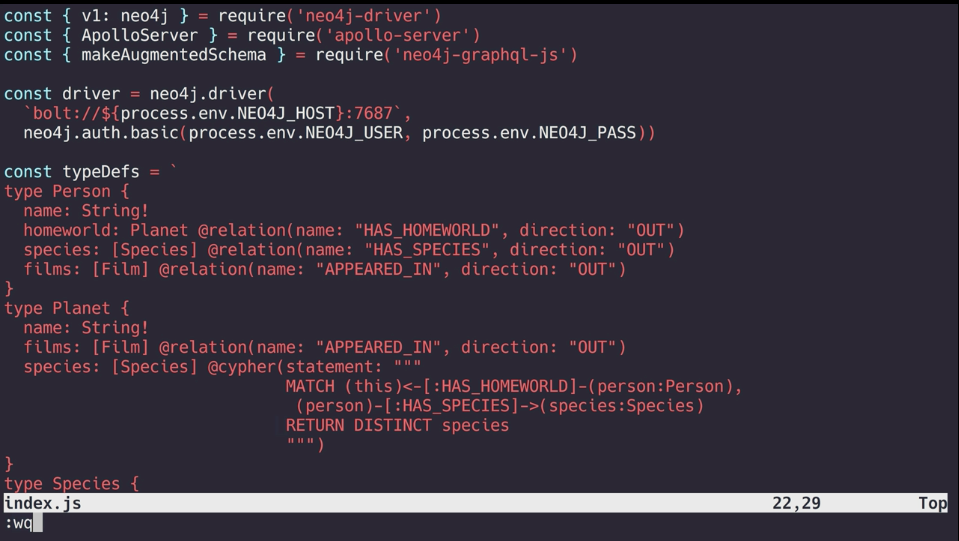 const { v1: neo4j } = require('neo4j-driver')
const { ApolloServer } = require('apollo-server')
const { makeAugmentedSchema } = require('neo4j-graphql-js')

const driver = neo4j.driver(
  `bolt://${process.env.NEO4J_HOST}:7687`,
  neo4j.auth.basic(process.env.NEO4J_USER, process.env.NEO4J_PASS))

const typeDefs = `
type Person {
  name: String!
  homeworld: Planet @relation(name: "HAS_HOMEWORLD", direction: "OUT")
  species: [Species] @relation(name: "HAS_SPECIES", direction: "OUT")
  films: [Film] @relation(name: "APPEARED_IN", direction: "OUT")
}
type Planet {
  name: String!
  films: [Film] @relation(name: "APPEARED_IN", direction: "OUT")
  species: [Species] @cypher(statement: """
                             MATCH (this)<-[:HAS_HOMEWORLD]-(person:Person),
                              (person)-[:HAS_SPECIES]->(species:Species)
                             RETURN DISTINCT species
                             """)
}
type Species {
index.js 22,29 Top
:wq